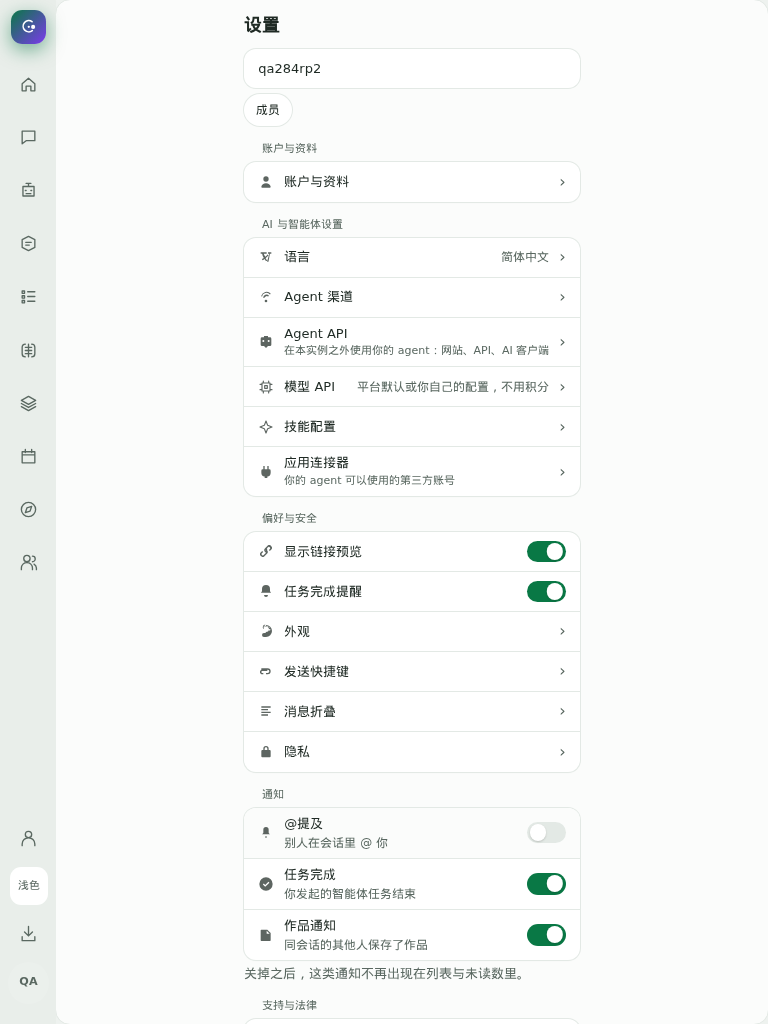 设置
qa284rp2
成员
账户与资料
账户与资料
AI 与智能体设置
语言 简体中文
Agent 渠道
Agent API
在本实例之外使用你的 agent：网站、API、AI 客户端
模型 API 平台默认或你自己的配置，不用积分
技能配置
应用连接器
你的 agent 可以使用的第三方账号
偏好与安全
显示链接预览
任务完成提醒
外观
发送快捷键
消息折叠
隐私
通知
@提及
别人在会话里 @ 你
任务完成
你发起的智能体任务结束
作品通知
同会话的其他人保存了作品
关掉之后，这类通知不再出现在列表与未读数里。
支持与法律
浅色
QA